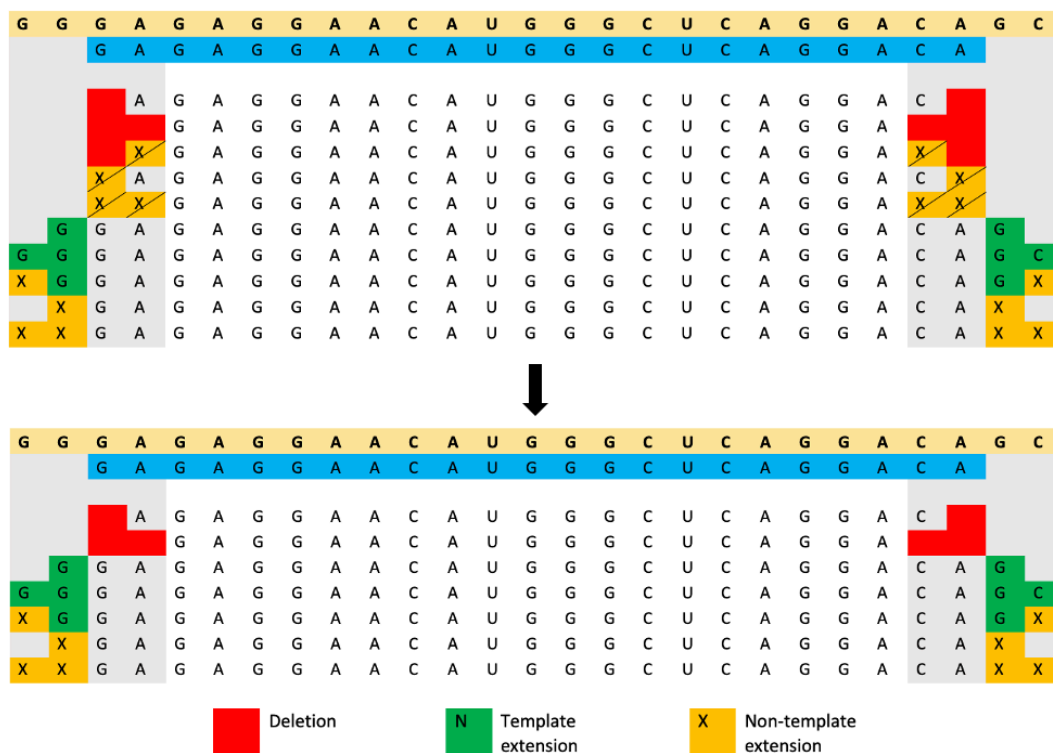 G G G A G A G G A A C A U G G G C U C A G G A C A G C
G A G A G G A A C A U G G G C U C A G G A C A
A G A G G A A C A U G G G C U C A G G A C
G A G G A A C A U G G G C U C A G G A
X G A G G A A C A U G G G C U C A G G A X
X A G A G G A A C A U G G G C U C A G G A C X
X X G A G G A A C A U G G G C U C A G G A X X
G G A G A G G A A C A U G G G C U C A G G A C A G
G G G A G A G G A A C A U G G G C U C A G G A C A G C
X G G A G A G G A A C A U G G G C U C A G G A C A G X
X G A G A G G A A C A U G G G C U C A G G A C A X
X X G A G A G G A A C A U G G G C U C A G G A C A X X
G G G A G A G G A A C A U G G G C U C A G G A C A G C
G A G A G G A A C A U G G G C U C A G G A C A
A G A G G A A C A U G G G C U C A G G A C
G A G G A A C A U G G G C U C A G G A
G G A G A G G A A C A U G G G C U C A G G A C A G
G G G A G A G G A A C A U G G G C U C A G G A C A G C
X G G A G A G G A A C A U G G G C U C A G G A C A G X
X G A G A G G A A C A U G G G C U C A G G A C A X
X X G A G A G G A A C A U G G G C U C A G G A C A X X
Deletion
N Template
extension
X Non-template
extension